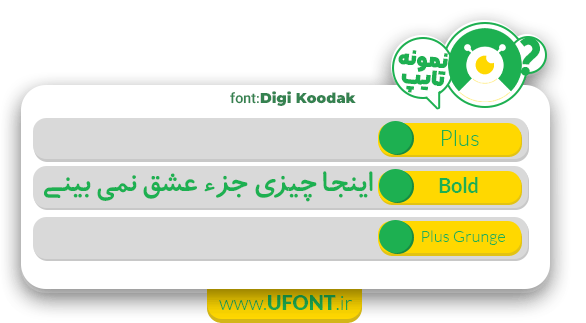 نمونه
تایپ
?
font:Digi Koodak
Plus
اینجا چیزی جزء عشق نمی بینے
Bold
Plus Grunge
www.UFONT.ir